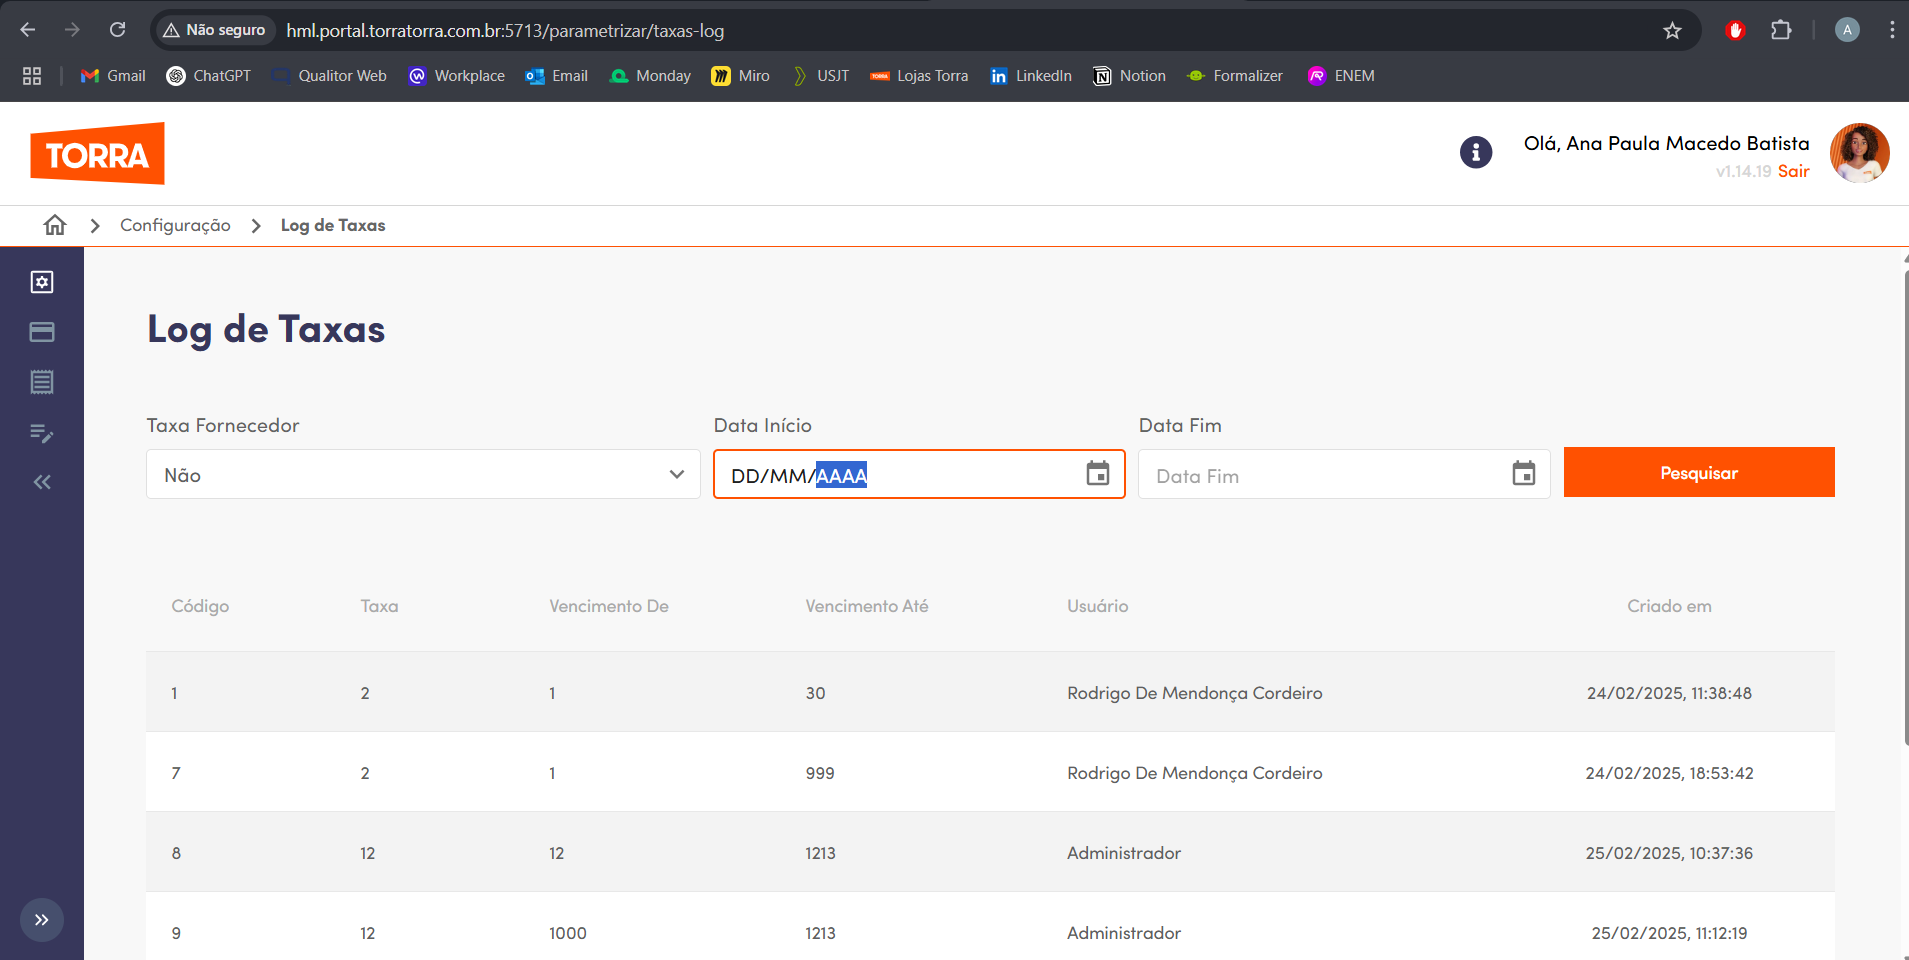 Não seguro hml.portal.torratorra.com.br:5713/parametrizar/taxas-log A
Gmail ChatGPT Qualitor Web Workplace Email Monday Miro USJT Lojas Torra LinkedIn Notion Formalizer ENEM
TORRA
Olá, Ana Paula Macedo Batista
v1.14.19 Sair
Configuração Log de Taxas
Log de Taxas
Taxa Fornecedor Data Início Data Fim
Não DD/MM/AAAA Data Fim Pesquisar
Código Taxa Vencimento De Vencimento Até Usuário Criado em
1 2 1 30 Rodrigo De Mendonça Cordeiro 24/02/2025, 11:38:48
7 2 1 999 Rodrigo De Mendonça Cordeiro 24/02/2025, 18:53:42
8 12 12 1213 Administrador 25/02/2025, 10:37:36
9 12 1000 1213 Administrador 25/02/2025, 11:12:19